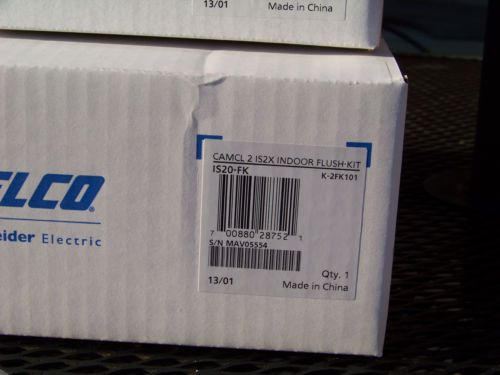 13/01
Made in China
CAMCL 2 IS2X INDOOR FLUSH-KIT
IS20-FK
K-2FK101
7 00880 28752 1
S/N MAV05554
Qty. 1
13/01
Made in China
ELCO®
eider Electric